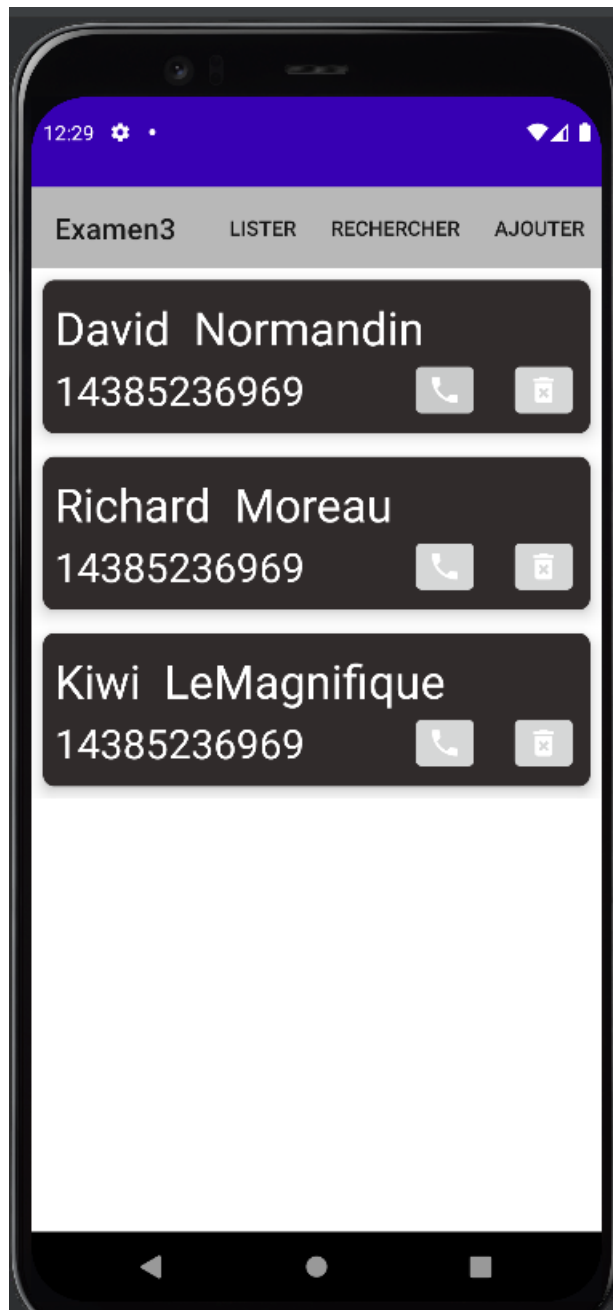 12:29
Examen3 LISTER RECHERCHER AJOUTER
David Normandin
14385236969
Richard Moreau
14385236969
Kiwi LeMagnifique
14385236969